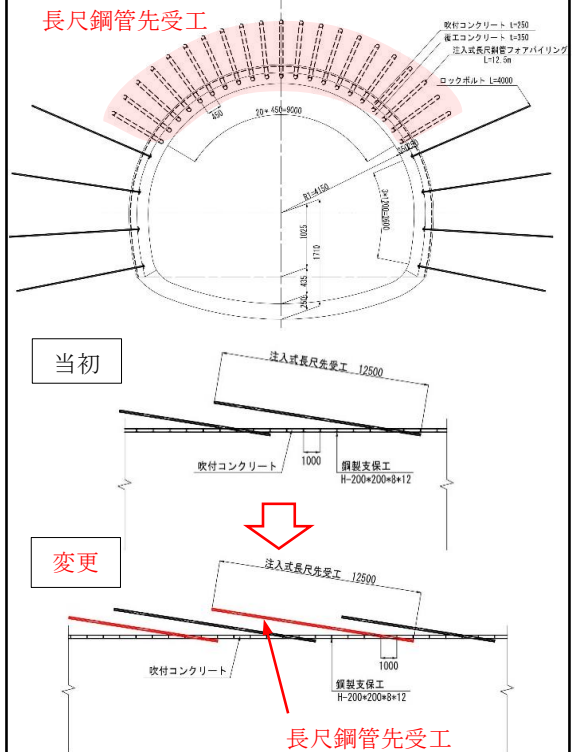 長尺鋼管先受工
吹付コンクリート t=250
覆工コンクリート t=350
注入式長尺鋼管フォアパイリング
L=12.5m
ロックボルト L=4000
450
20*450=9000
R1=4150
3*1200=3600
1025
1710
435
250
当初
注入式長尺先受工 12500
吹付コンクリート
1000
鋼製支保工
H-200*200*8*12
変更
注入式長尺先受工 12500
吹付コンクリート
1000
鋼製支保工
H-200*200*8*12
長尺鋼管先受工